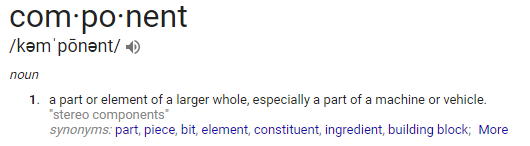 com·po·nent
/kəmˈpōnənt/
noun
1. a part or element of a larger whole, especially a part of a machine or vehicle.
"stereo components"
synonyms: part, piece, bit, element, constituent, ingredient, building block; More